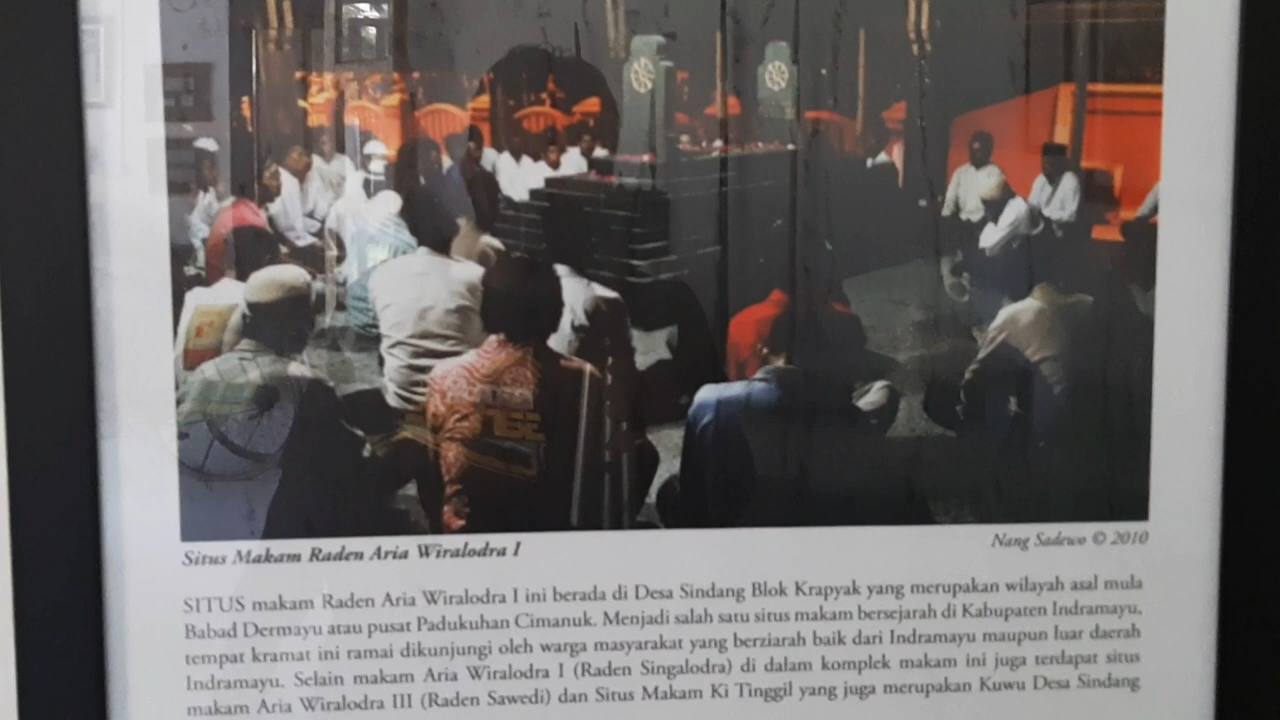 Situs Makam Raden Aria Wiralodra I
Nang Sadewo © 2010
SITUS makam Raden Aria Wiralodra I ini berada di Desa Sindang Blok Krapyak yang merupakan wilayah asal mula
Babad Dermayu atau pusat Padukuhan Cimanuk. Menjadi salah satu situs makam bersejarah di Kabupaten Indramayu,
tempat kramat ini ramai dikunjungi oleh warga masyarakat yang berziarah baik dari Indramayu maupun luar daerah
Indramayu. Selain makam Aria Wiralodra I (Raden Singalodra) di dalam komplek makam ini juga terdapat situs
makam Aria Wiralodra III (Raden Sawedi) dan Situs Makam Ki Tinggil yang juga merupakan Kuwu Desa Sindang